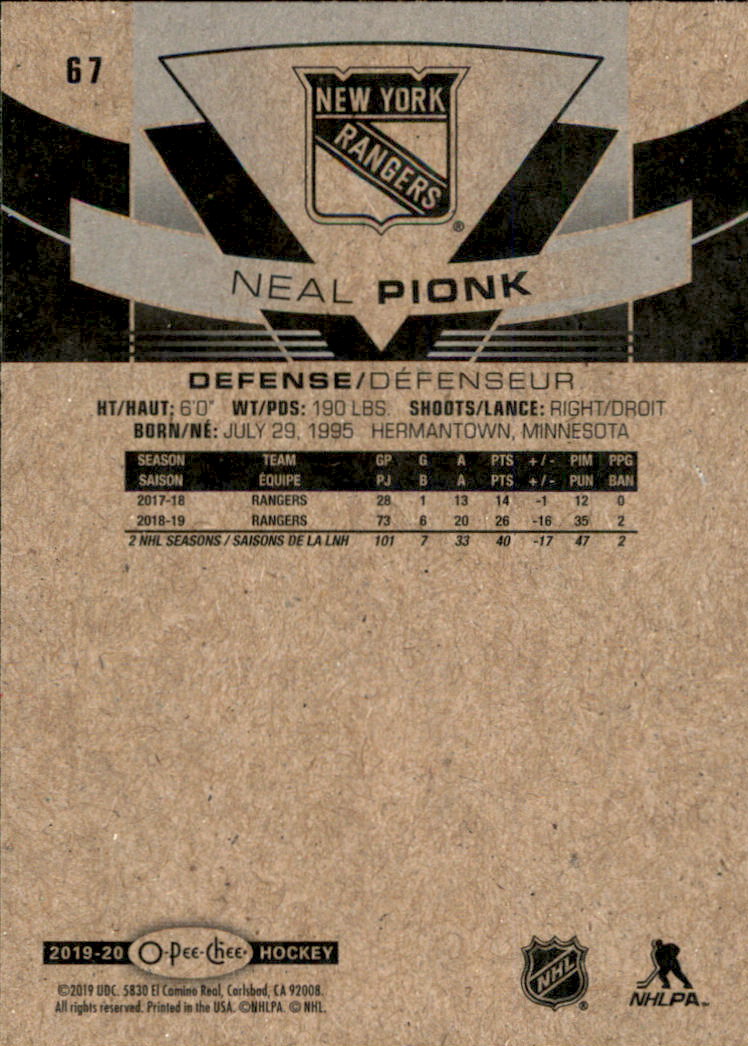 67
NEW YORK
RANGERS
®
NEAL PIONK
DEFENSE/DÉFENSEUR
HT/HAUT: 6'0" WT/PDS: 190 LBS. SHOOTS/LANCE: RIGHT/DROIT
BORN/NÉ: JULY 29, 1995 HERMANTOWN, MINNESOTA
SEASON TEAM GP G A PTS +/- PIM PPG
SAISON ÉQUIPE PJ B A PTS +/- PUN BAN
2017-18 RANGERS 28 1 13 14 -1 12 0
2018-19 RANGERS 73 6 20 26 -16 35 2
2 NHL SEASONS / SAISONS DE LA LNH 101 7 33 40 -17 47 2
2019-20 O-Pee-Chee HOCKEY
NHL ®
NHLPA™
©2019 UDC. 5830 El Camino Real, Carlsbad, CA 92008.
All rights reserved. Printed in the USA. ©NHLPA. © NHL.